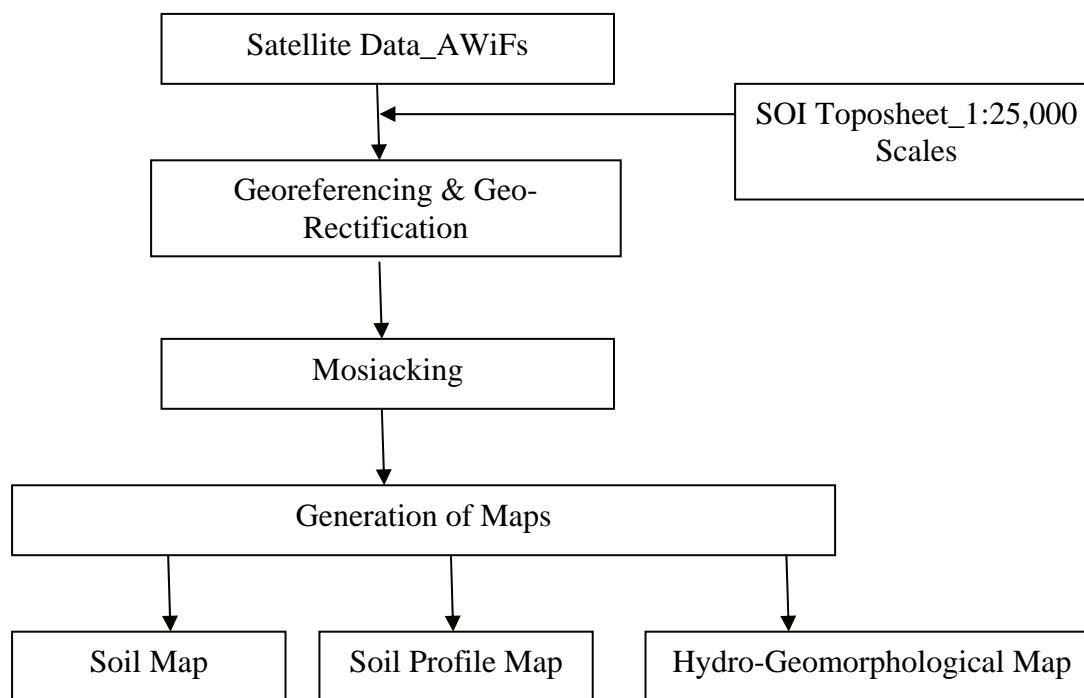 Satellite Data_AWiFs
SOI Toposheet_1:25,000
Scales
Georeferencing & Geo-
Rectification
Mosiacking
Generation of Maps
Soil Map
Soil Profile Map
Hydro-Geomorphological Map